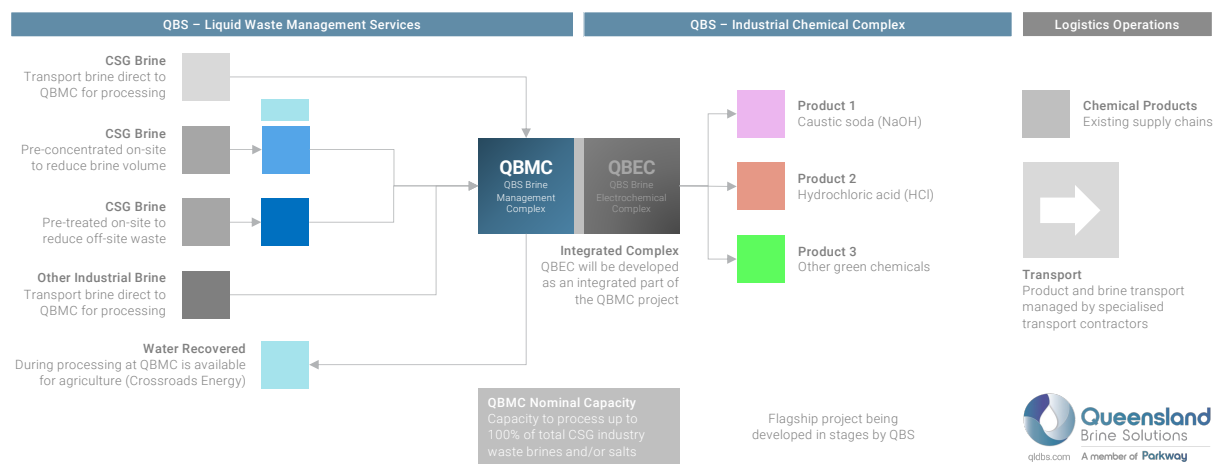 QBS – Liquid Waste Management Services
QBS – Industrial Chemical Complex
Logistics Operations
CSG Brine
Transport brine direct to
QBMC for processing
CSG Brine
Pre-concentrated on-site
to reduce brine volume
CSG Brine
Pre-treated on-site to
reduce off-site waste
Other Industrial Brine
Transport brine direct to
QBMC for processing
Water Recovered
During processing at QBMC is available
for agriculture (Crossroads Energy)
QBMC
QBS Brine
Management
Complex
QBEC
QBS Brine
Electrochemical
Complex
Integrated Complex
QBEC will be developed
as an integrated part of
the QBMC project
QBMC Nominal Capacity
Capacity to process up to
100% of total CSG industry
waste brines and/or salts
Product 1
Caustic soda (NaOH)
Product 2
Hydrochloric acid (HCl)
Product 3
Other green chemicals
Flagship project being
developed in stages by QBS
Chemical Products
Existing supply chains
Transport
Product and brine transport
managed by specialised
transport contractors
Queensland
Brine Solutions
qldbs.com
A member of Parkway